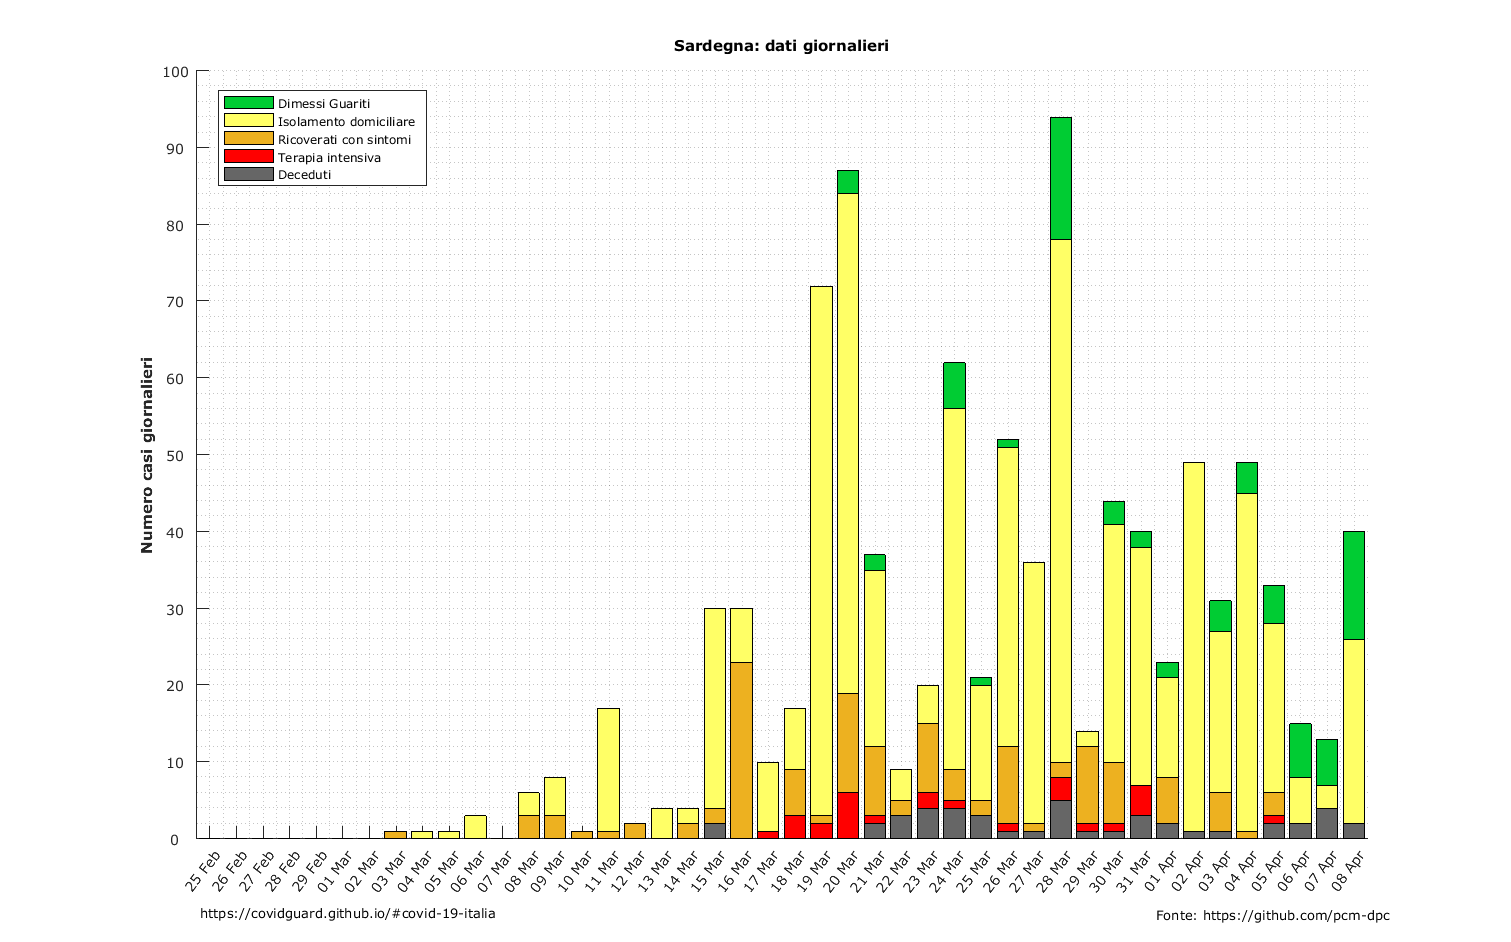 Sardegna: dati giornalieri
100
90
80
70
60
50
40
30
20
10
0
Numero casi giornalieri
Dimessi Guariti
Isolamento domiciliare
Ricoverati con sintomi
Terapia intensiva
Deceduti
25 Feb
26 Feb
27 Feb
28 Feb
29 Feb
01 Mar
02 Mar
03 Mar
04 Mar
05 Mar
06 Mar
07 Mar
08 Mar
09 Mar
10 Mar
11 Mar
12 Mar
13 Mar
14 Mar
15 Mar
16 Mar
17 Mar
18 Mar
19 Mar
20 Mar
21 Mar
22 Mar
23 Mar
24 Mar
25 Mar
26 Mar
27 Mar
28 Mar
29 Mar
30 Mar
31 Mar
01 Apr
02 Apr
03 Apr
04 Apr
05 Apr
06 Apr
07 Apr
08 Apr
https://covidguard.github.io/#covid-19-italia
Fonte: https://github.com/pcm-dpc